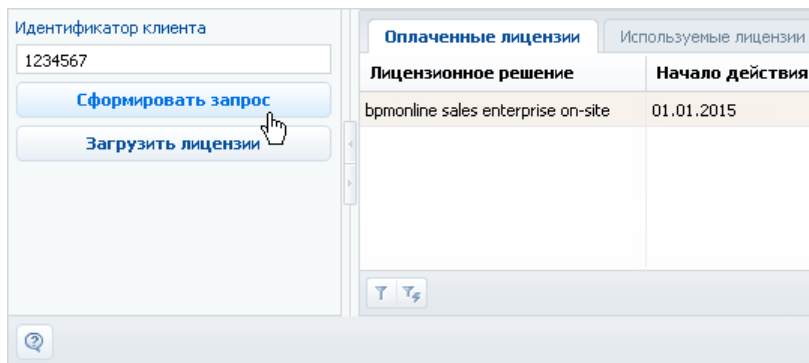 Идентификатор клиента
1234567
Сформировать запрос
Загрузить лицензии
Оплаченные лицензии
Используемые лицензии
Лицензионное решение
Начало действия
bpmonline sales enterprise on-site
01.01.2015